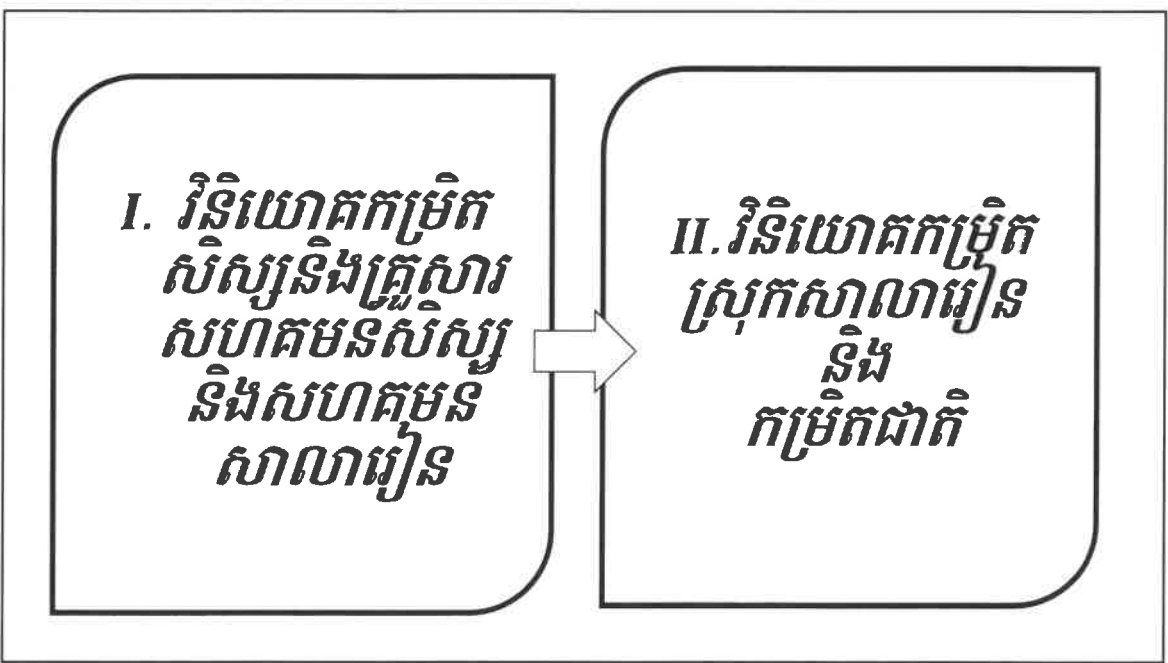 I. វិនិយោគកម្រិត
សិស្សនិងគ្រួសារ
សហគមន៍សិស្ស
និងសហគមន៍
សាលារៀន
II.វិនិយោគកម្រិត
ស្រុកសាលារៀន
និង
កម្រិតជាតិ